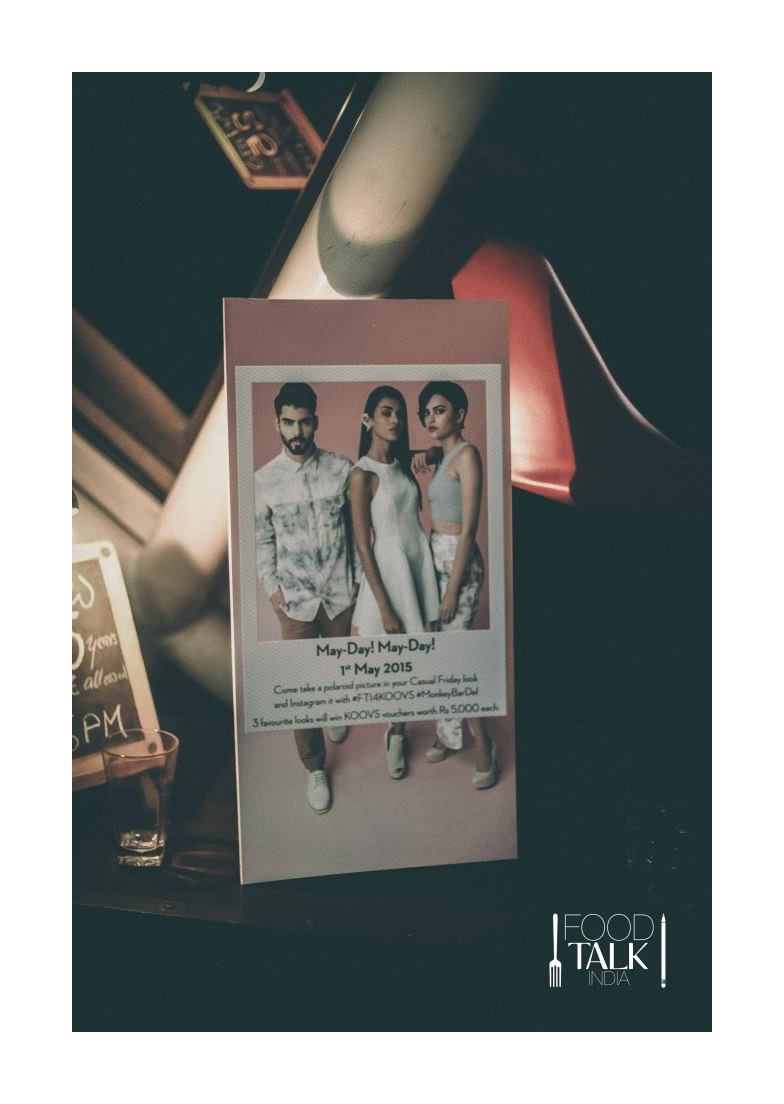 years
allowed
PM
May-Day! May-Day!
1st May 2015
Come take a polaroid picture in your Casual Friday look
and Instagram it with #FTI4KOOVS #MonkeyBarDel
3 favourite looks will win KOOVS vouchers worth Rs 5,000 each.
FOOD
TALK
INDIA